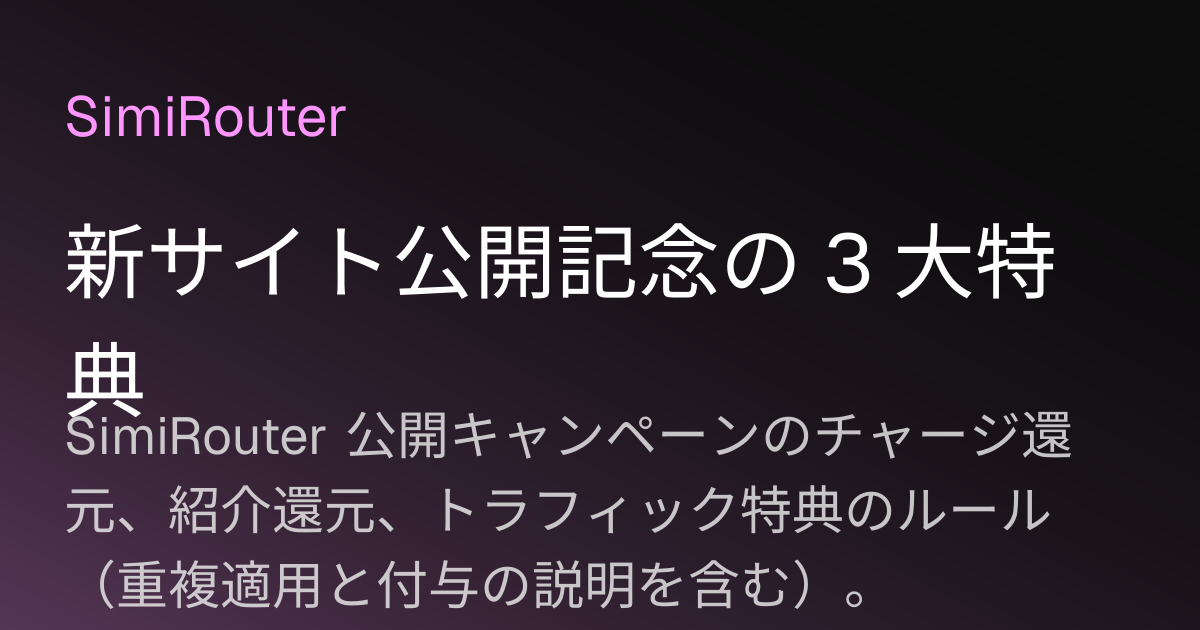 SimiRouter
新サイト公開記念の 3 大特
典
SimiRouter 公開キャンペーンのチャージ還
元、紹介還元、トラフィック特典のルール
（重複適用と付与の説明を含む）。